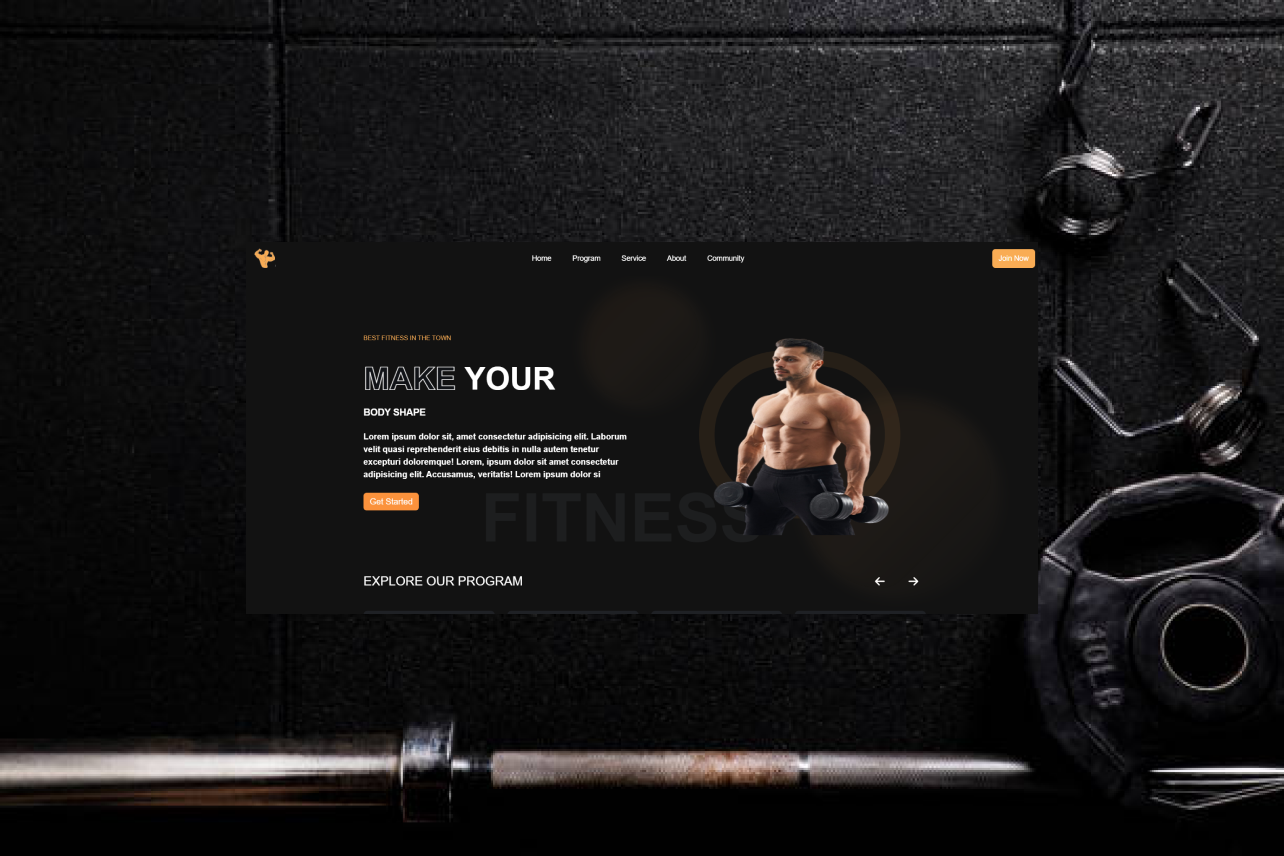 Home Program Service About Community Join Now
BEST FITNESS IN THE TOWN
MAKE YOUR
BODY SHAPE
Lorem ipsum dolor sit, amet consectetur adipisicing elit. Laborum
velit quasi reprehenderit eius debitis in nulla autem tenetur
excepturi doloremque! Lorem, ipsum dolor sit amet consectetur
adipisicing elit. Accusamus, veritatis! Lorem ipsum dolor si
Get Started
FITNESS
EXPLORE OUR PROGRAM
10LB